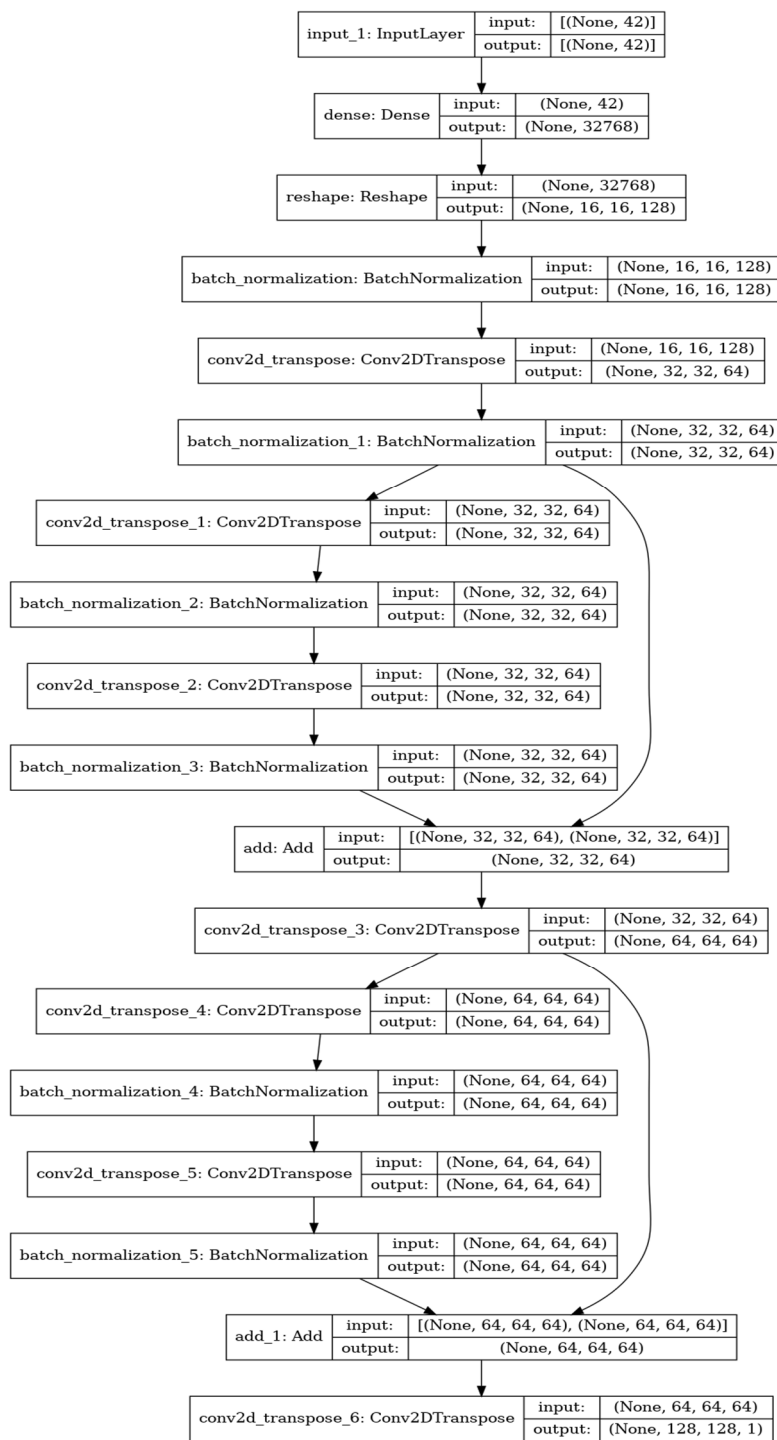 input_1: InputLayer
input: [(None, 42)]
output: [(None, 42)]
dense: Dense
input: (None, 42)
output: (None, 32768)
reshape: Reshape
input: (None, 32768)
output: (None, 16, 16, 128)
batch_normalization: BatchNormalization
input: (None, 16, 16, 128)
output: (None, 16, 16, 128)
conv2d_transpose: Conv2DTranspose
input: (None, 16, 16, 128)
output: (None, 32, 32, 64)
batch_normalization_1: BatchNormalization
input: (None, 32, 32, 64)
output: (None, 32, 32, 64)
conv2d_transpose_1: Conv2DTranspose
input: (None, 32, 32, 64)
output: (None, 32, 32, 64)
batch_normalization_2: BatchNormalization
input: (None, 32, 32, 64)
output: (None, 32, 32, 64)
conv2d_transpose_2: Conv2DTranspose
input: (None, 32, 32, 64)
output: (None, 32, 32, 64)
batch_normalization_3: BatchNormalization
input: (None, 32, 32, 64)
output: (None, 32, 32, 64)
add: Add
input: [(None, 32, 32, 64), (None, 32, 32, 64)]
output: (None, 32, 32, 64)
conv2d_transpose_3: Conv2DTranspose
input: (None, 32, 32, 64)
output: (None, 64, 64, 64)
conv2d_transpose_4: Conv2DTranspose
input: (None, 64, 64, 64)
output: (None, 64, 64, 64)
batch_normalization_4: BatchNormalization
input: (None, 64, 64, 64)
output: (None, 64, 64, 64)
conv2d_transpose_5: Conv2DTranspose
input: (None, 64, 64, 64)
output: (None, 64, 64, 64)
batch_normalization_5: BatchNormalization
input: (None, 64, 64, 64)
output: (None, 64, 64, 64)
add_1: Add
input: [(None, 64, 64, 64), (None, 64, 64, 64)]
output: (None, 64, 64, 64)
conv2d_transpose_6: Conv2DTranspose
input: (None, 64, 64, 64)
output: (None, 128, 128, 1)